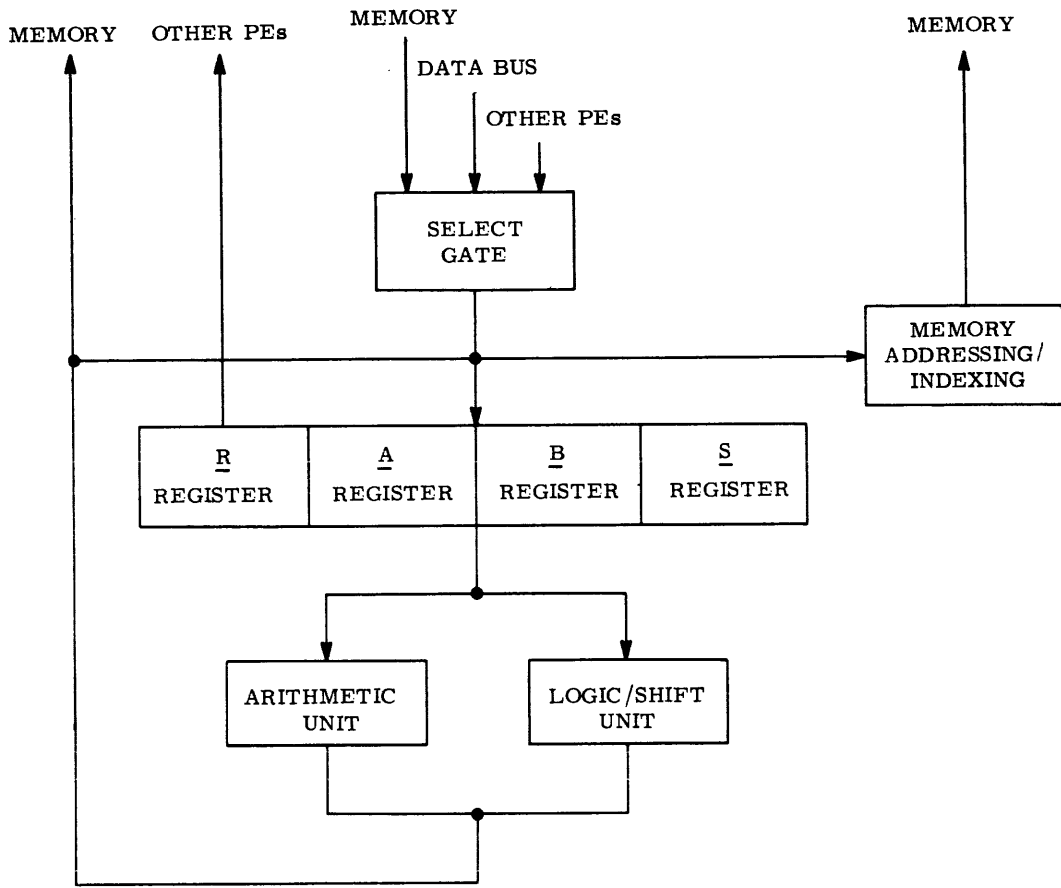 MEMORY
OTHER PEs
MEMORY
DATA BUS
OTHER PEs
MEMORY
SELECT
GATE
MEMORY
ADDRESSING/
INDEXING
R
REGISTER
A
REGISTER
B
REGISTER
S
REGISTER
ARITHMETIC
UNIT
LOGIC/SHIFT
UNIT